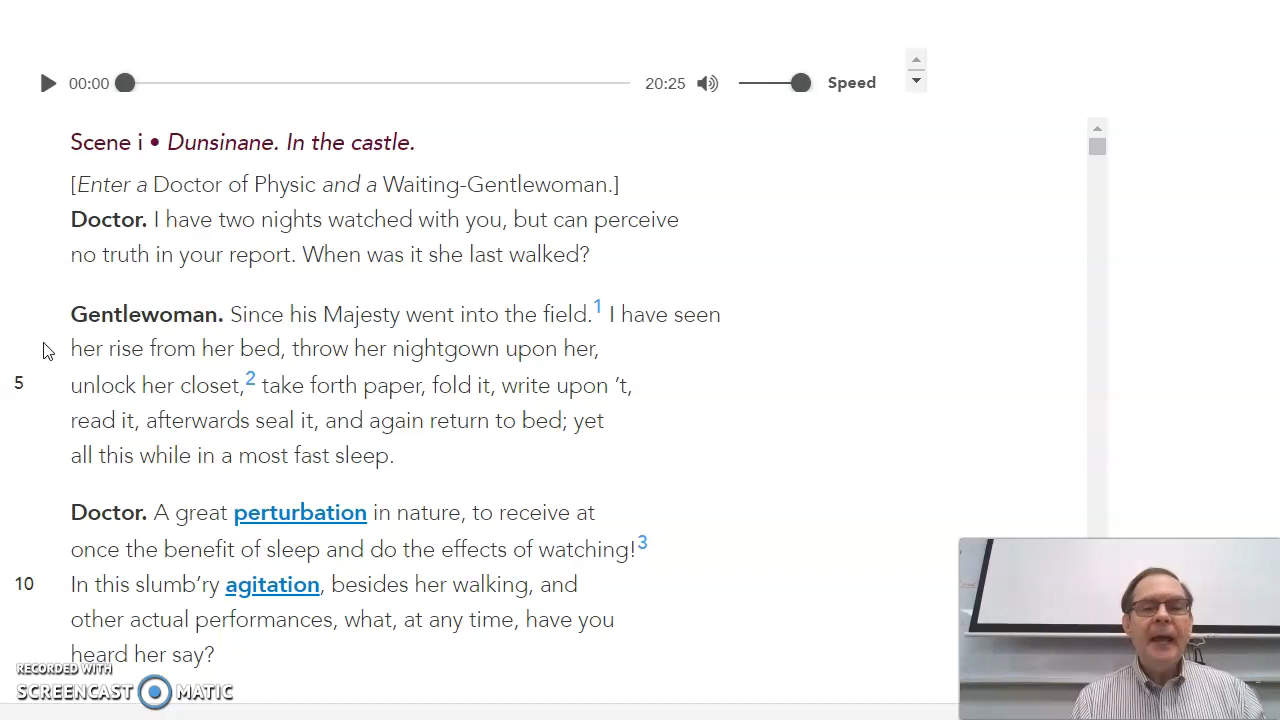 00:00 20:25 Speed
Scene i • Dunsinane. In the castle.
[Enter a Doctor of Physic and a Waiting-Gentlewoman.]
Doctor. I have two nights watched with you, but can perceive
no truth in your report. When was it she last walked?
Gentlewoman. Since his Majesty went into the field.1 I have seen
her rise from her bed, throw her nightgown upon her,
5 unlock her closet,2 take forth paper, fold it, write upon ’t,
read it, afterwards seal it, and again return to bed; yet
all this while in a most fast sleep.
Doctor. A great perturbation in nature, to receive at
once the benefit of sleep and do the effects of watching!3
10 In this slumb’ry agitation, besides her walking, and
other actual performances, what, at any time, have you
heard her say?
RECORDED WITH
SCREENCAST MATIC